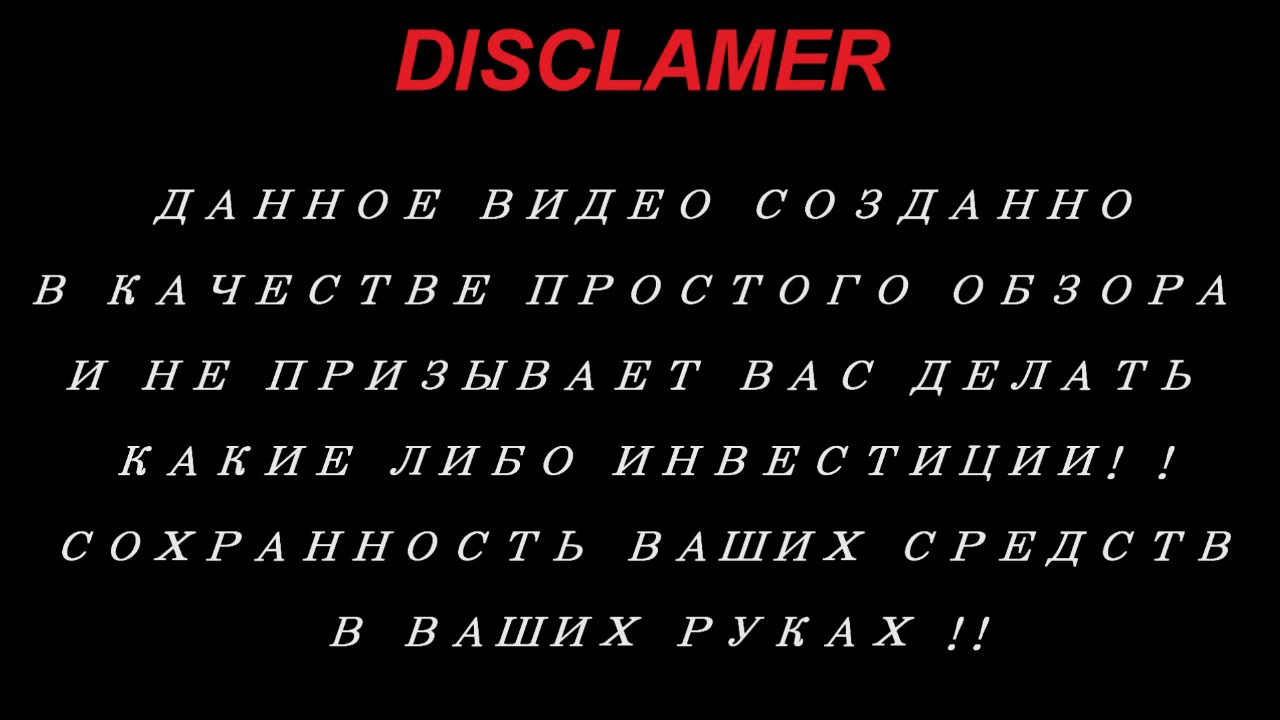 DISCLAMER
ДАННОЕ ВИДЕО СОЗДАННО
В КАЧЕСТВЕ ПРОСТОГО ОБЗОРА
И НЕ ПРИЗЫВАЕТ ВАС ДЕЛАТЬ
КАКИЕ ЛИБО ИНВЕСТИЦИИ! !
СОХРАННОСТЬ ВАШИХ СРЕДСТВ
В ВАШИХ РУКАХ !!